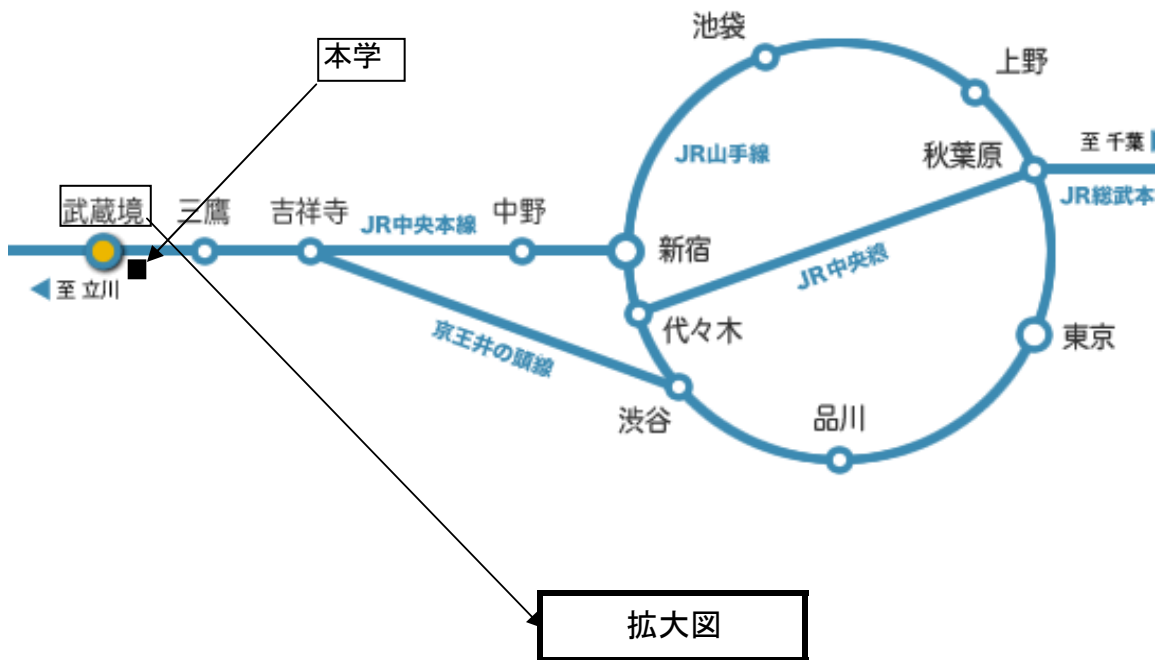 池袋
本学
上野
至 千葉
JR山手線
秋葉原
JR総武本
武蔵境
三鷹
吉祥寺
JR中央本線
中野
新宿
JR中央線
至 立川
代々木
京王井の頭線
東京
渋谷
品川
拡大図